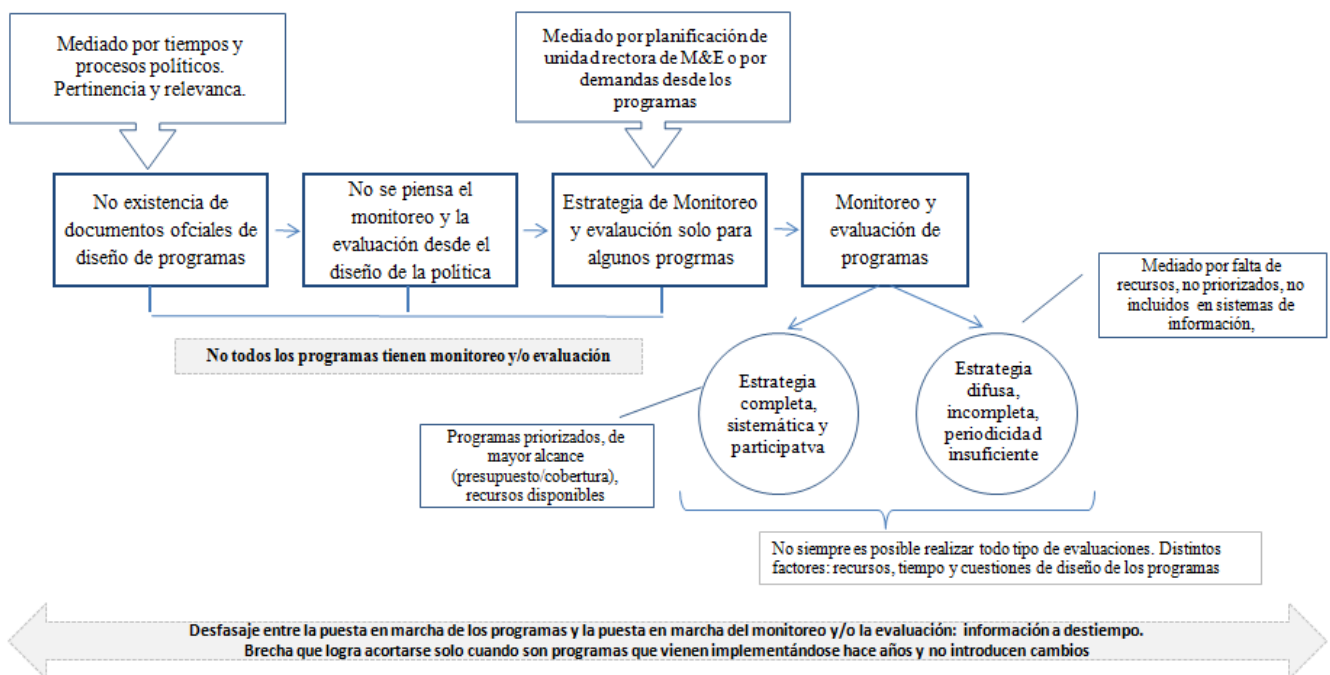 Mediado por tiempos y
procesos políticos.
Pertinencia y relevanca.
Mediado por planificación de
unidad rectora de M&E o por
demandas desde los
programas
No existencia de
documentos ofciales de
diseño de programas
No se piensa el
monitoreo y la
evaluación desde el
diseño de la política
Estrategia de Monitoreo
y evalaución solo para
algunos progrmas
Monitoreo y
evaluación de
programas
Mediado por falta de
recursos, no priorizados, no
incluidos en sistemas de
información,
No todos los programas tienen monitoreo y/o evaluación
Estrategia
completa,
sistemática y
participatva
Estrategia
difusa,
incompleta,
periodicidad
insuficiente
Programas priorizados, de
mayor alcance
(presupuesto/cobertura),
recursos disponibles
No siempre es posible realizar todo tipo de evaluaciones. Distintos
factores: recursos, tiempo y cuestiones de diseño de los programas
Desfasaje entre la puesta en marcha de los programas y la puesta en marcha del monitoreo y/o la evaluación: información a destiempo.
Brecha que logra acortarse solo cuando son programas que vienen implementándose hace años y no introducen cambios